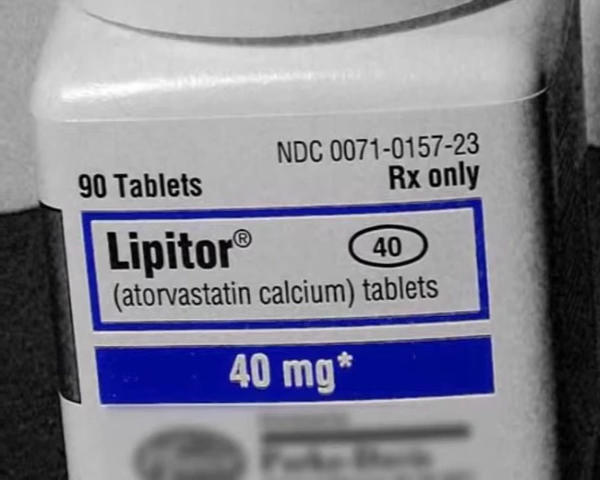 NDC 0071-0157-23
90 Tablets Rx only
Lipitor® 40
(atorvastatin calcium) tablets
40 mg*